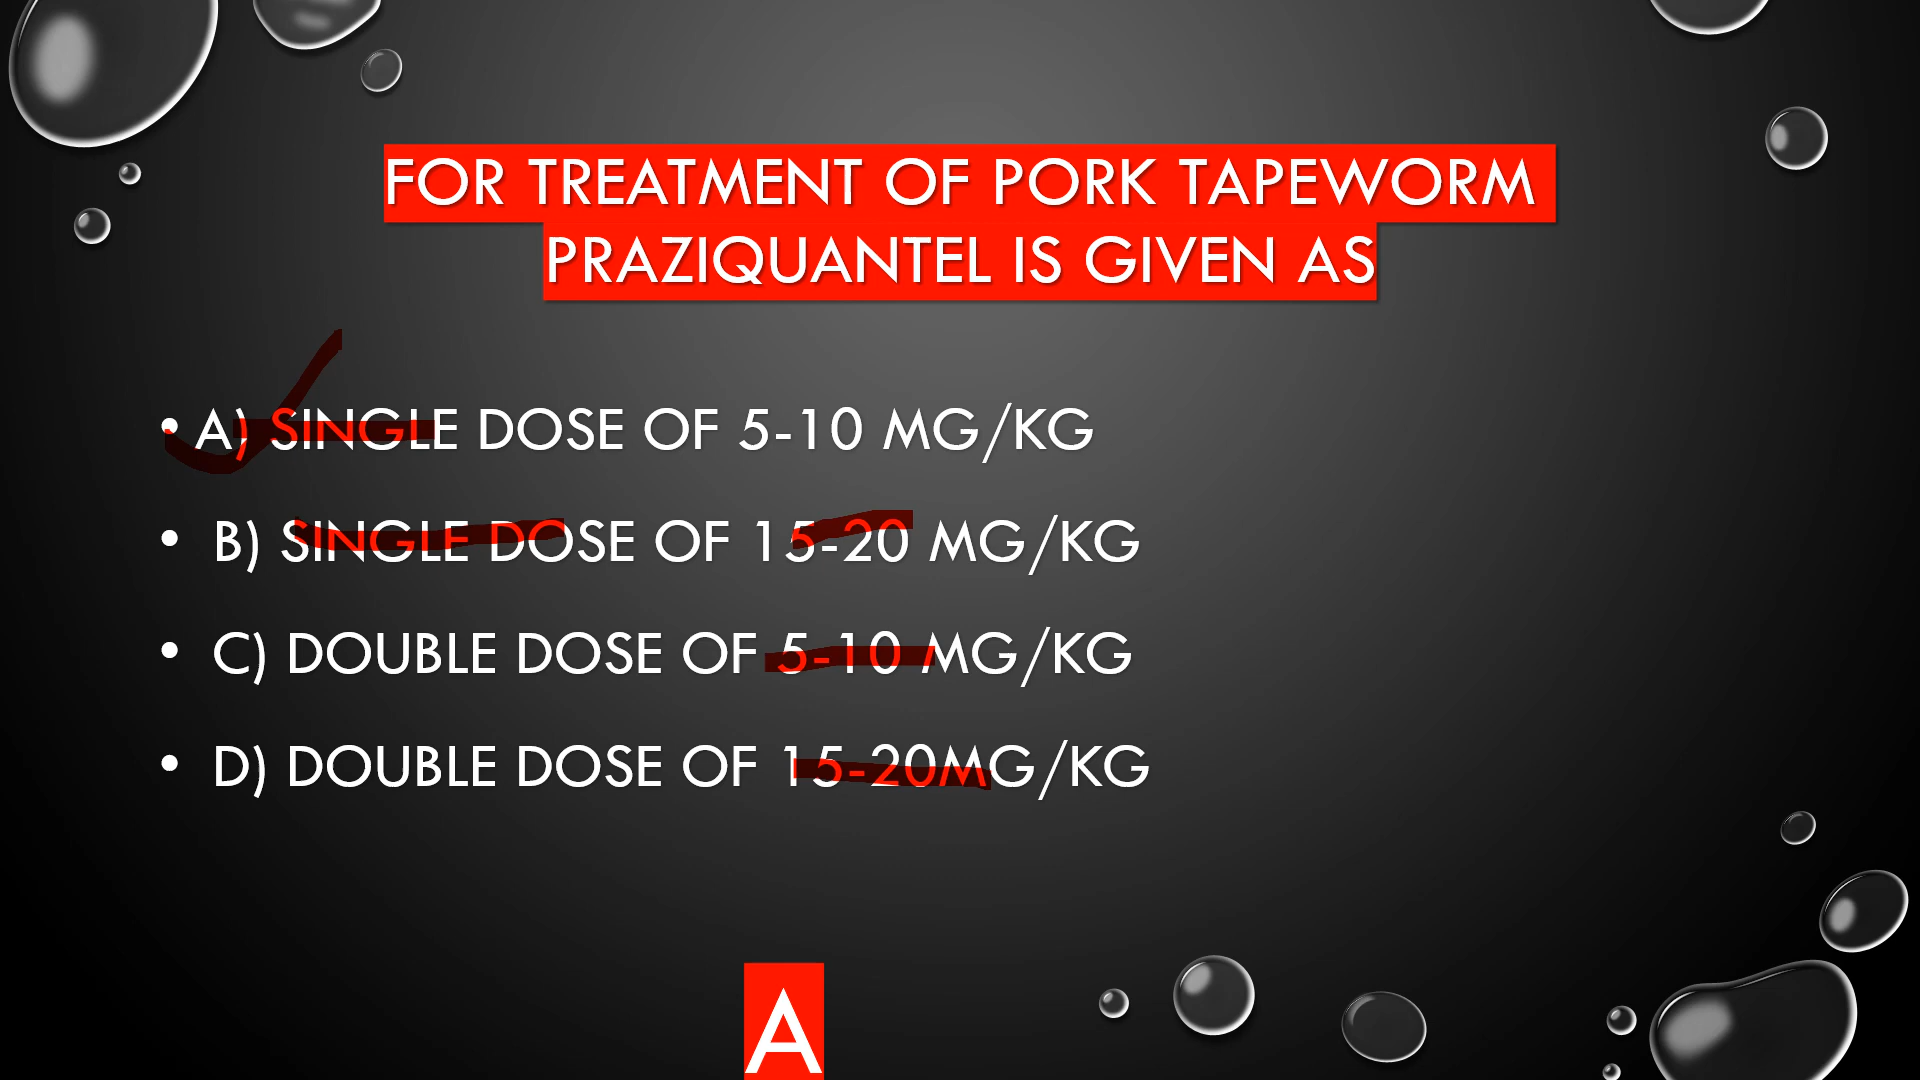 FOR TREATMENT OF PORK TAPEWORM
PRAZIQUANTEL IS GIVEN AS
• A) SINGLE DOSE OF 5-10 MG/KG
• B) SINGLE DOSE OF 15-20 MG/KG
• C) DOUBLE DOSE OF 5-10 MG/KG
• D) DOUBLE DOSE OF 15-20MG/KG
A